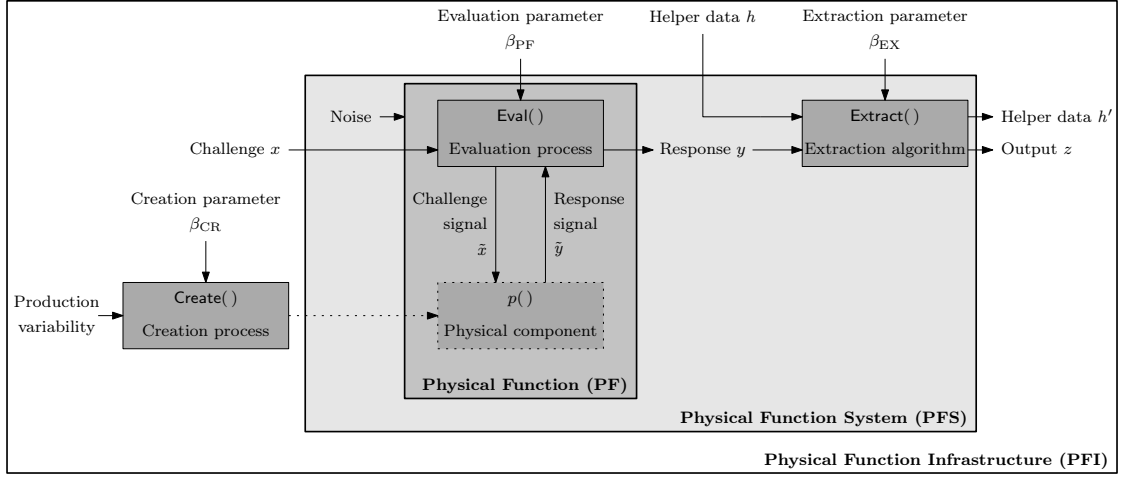 Evaluation parameter
β_PF
Helper data h
Extraction parameter
β_EX
Noise
Eval( )
Evaluation process
Extract( )
Extraction algorithm
Helper data h′
Challenge x
Response y
Output z
Creation parameter
β_CR
Challenge
signal
x̃
Response
signal
ỹ
Production
variability
Create( )
Creation process
p( )
Physical component
Physical Function (PF)
Physical Function System (PFS)
Physical Function Infrastructure (PFI)